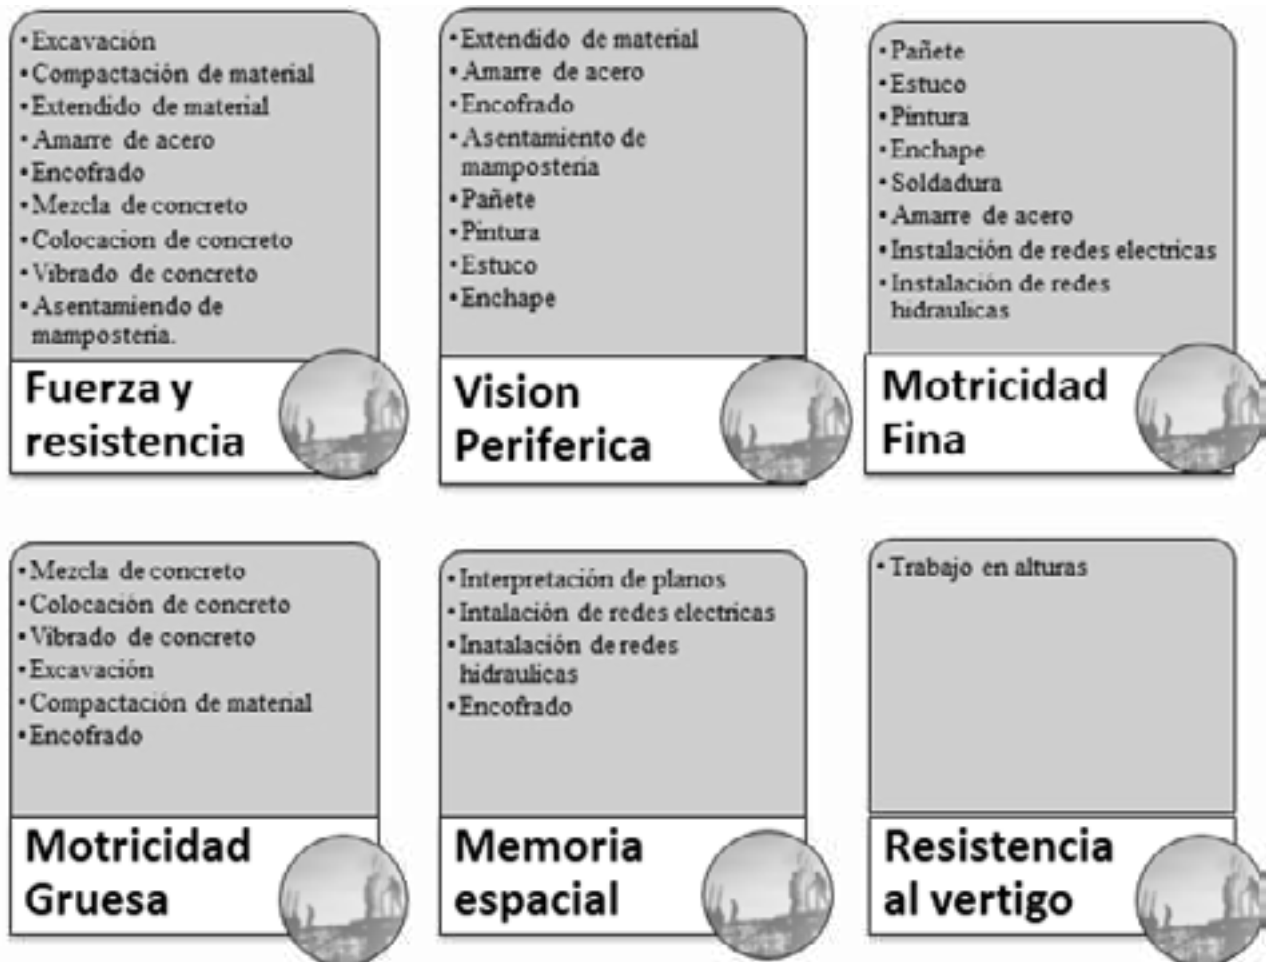 • Excavación
• Compactación de material
• Extendido de material
• Amarre de acero
• Encofrado
• Mezcla de concreto
• Colocacion de concreto
• Vibrado de concreto
• Asentamiendo de
mampostería.
Fuerza y
resistencia
• Extendido de material
• Amarre de acero
• Encofrado
• Asentamiento de
mampostería
• Pañete
• Pintura
• Estuco
• Enchape
Vision
Periferica
• Pañete
• Estuco
• Pintura
• Enchape
• Soldadura
• Amarre de acero
• Instalación de redes electricas
• Instalación de redes
hidraulicas
Motricidad
Fina
• Mezcla de concreto
• Colocación de concreto
• Vibrado de concreto
• Excavación
• Compactación de material
• Encofrado
Motricidad
Gruesa
• Interpretación de planos
• Intalación de redes electricas
• Inatalación de redes
hidraulicas
• Encofrado
Memoria
espacial
• Trabajo en alturas
Resistencia
al vertigo